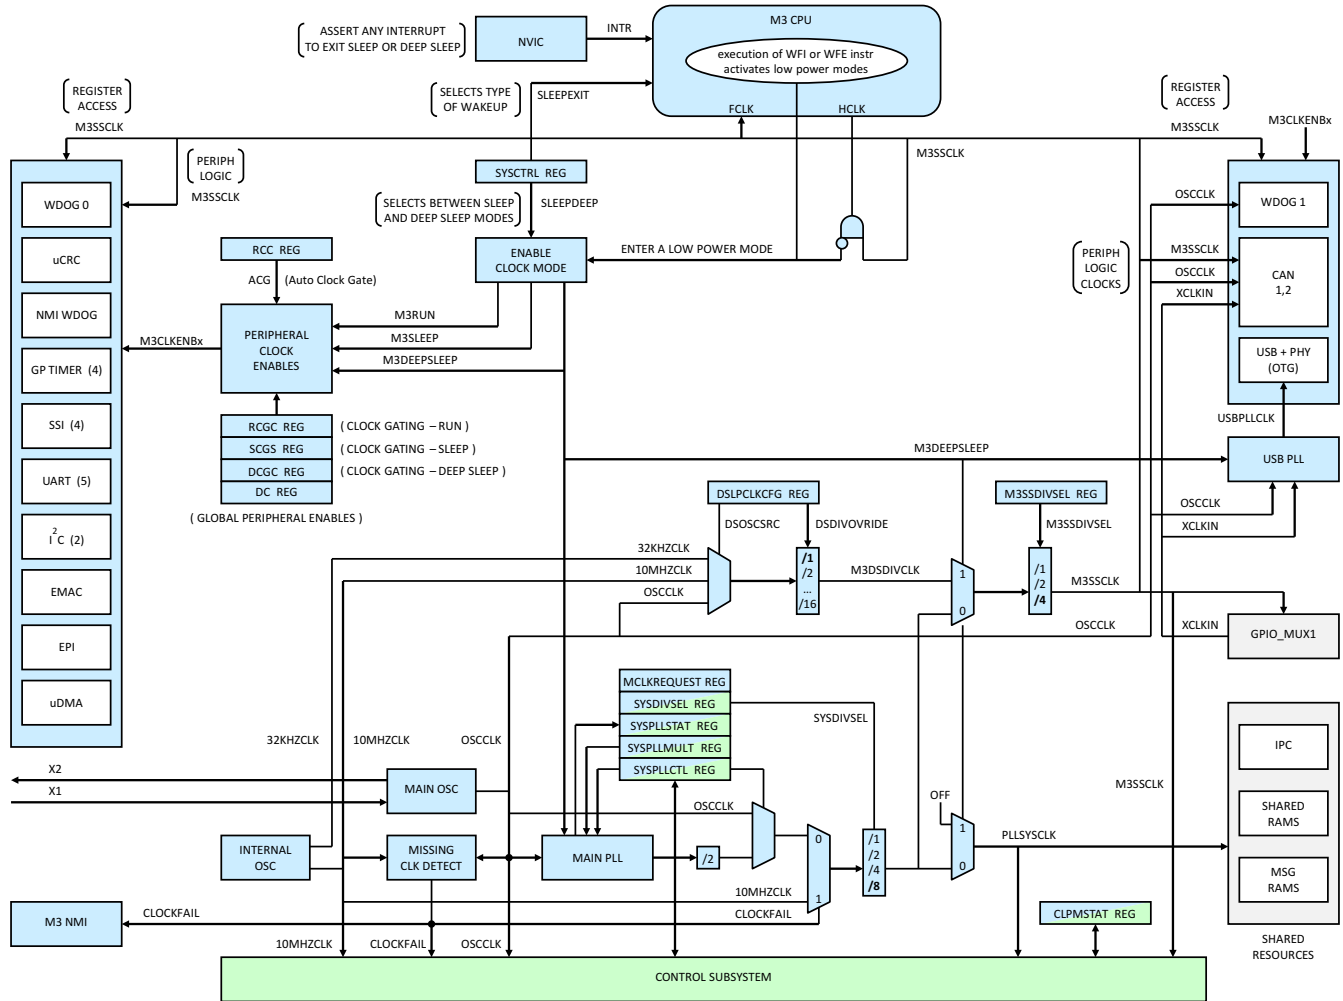 M3 CPU
ASSERT ANY INTERRUPT
TO EXIT SLEEP OR DEEP SLEEP
NVIC
INTR
execution of WFI or WFE instr
activates low power modes
REGISTER
ACCESS
M3SSCLK
SELECTS TYPE
OF WAKEUP
SLEEPEXIT
FCLK
HCLK
REGISTER
ACCESS
M3SSCLK
M3CLKENBx
PERIPH
LOGIC
M3SSCLK
SYSCTRL REG
M3SSCLK
SELECTS BETWEEN SLEEP
AND DEEP SLEEP MODES
SLEEPDEEP
OSCCLK
WDOG 1
WDOG 0
RCC REG
ENABLE
CLOCK MODE
ENTER A LOW POWER MODE
PERIPH
LOGIC
CLOCKS
M3SSCLK
OSCCLK
XCLKIN
CAN
1,2
uCRC
ACG
(Auto Clock Gate)
NMI WDOG
PERIPHERAL
CLOCK
ENABLES
M3RUN
M3SLEEP
M3DEEPSLEEP
M3CLKENBx
USB + PHY
(OTG)
GP TIMER (4)
USBPLLCLK
SSI (4)
RCGC REG
( CLOCK GATING – RUN )
SCGS REG
( CLOCK GATING – SLEEP )
DCGC REG
( CLOCK GATING – DEEP SLEEP )
DC REG
( GLOBAL PERIPHERAL ENABLES )
M3DEEPSLEEP
USB PLL
UART (5)
DSLPCLKCFG REG
M3SSDIVSEL REG
OSCCLK
XCLKIN
DSOSCSRC
DSDIVOVRIDE
M3SSDIVSEL
I2C (2)
32KHZCLK
10MHZCLK
OSCCLK
/1
/2
...
/16
M3DSDIVCLK
1
0
/1
/2
/4
M3SSCLK
EMAC
OSCCLK
XCLKIN
GPIO_MUX1
EPI
uDMA
MCLKREQUEST REG
SYSDIVSEL REG
SYSPLLSTAT REG
SYSPLLMULT REG
SYSPLLCTL REG
SYSDIVSEL
32KHZCLK
10MHZCLK
OSCCLK
IPC
X2
X1
MAIN OSC
M3SSCLK
OFF
OSCCLK
SHARED
RAMS
INTERNAL
OSC
MISSING
CLK DETECT
MAIN PLL
/2
0
1
/1
/2
/4
/8
1
0
PLLSYSCLK
MSG
RAMS
10MHZCLK
CLOCKFAIL
M3 NMI
CLOCKFAIL
CLPMSTAT REG
10MHZCLK
CLOCKFAIL
OSCCLK
SHARED
RESOURCES
CONTROL SUBSYSTEM